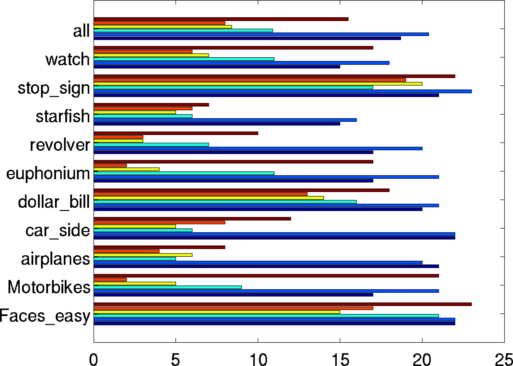 all
watch
stop_sign
starfish
revolver
euphonium
dollar_bill
car_side
airplanes
Motorbikes
Faces_easy
0 5 10 15 20 25